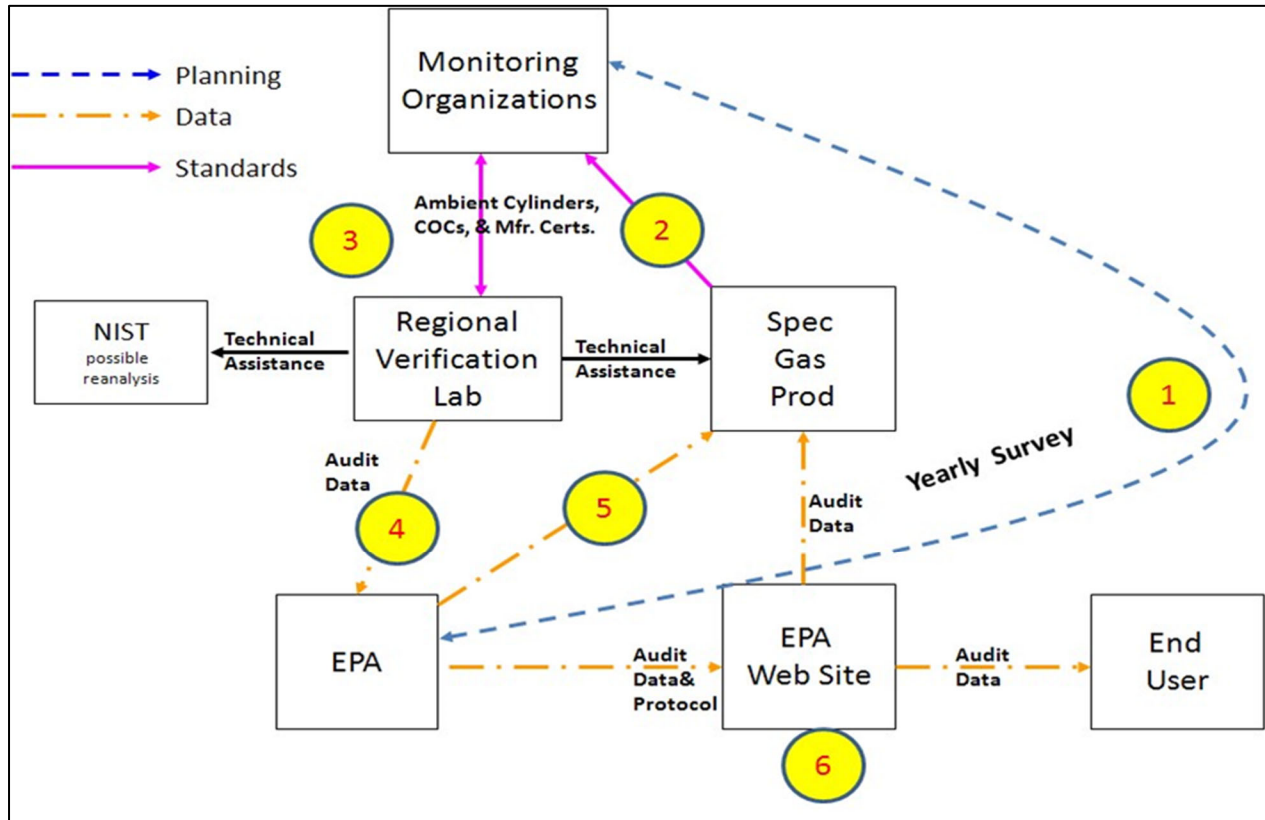 Planning
Data
Standards
Monitoring
Organizations
Ambient Cylinders,
COCs, & Mfr. Certs.
2
3
NIST
possible
reanalysis
Technical
Assistance
Regional
Verification
Lab
Technical
Assistance
Spec
Gas
Prod
1
Yearly Survey
Audit
Data
4
5
Audit
Data
EPA
Audit
Data&
Protocol
EPA
Web Site
Audit
Data
End
User
6